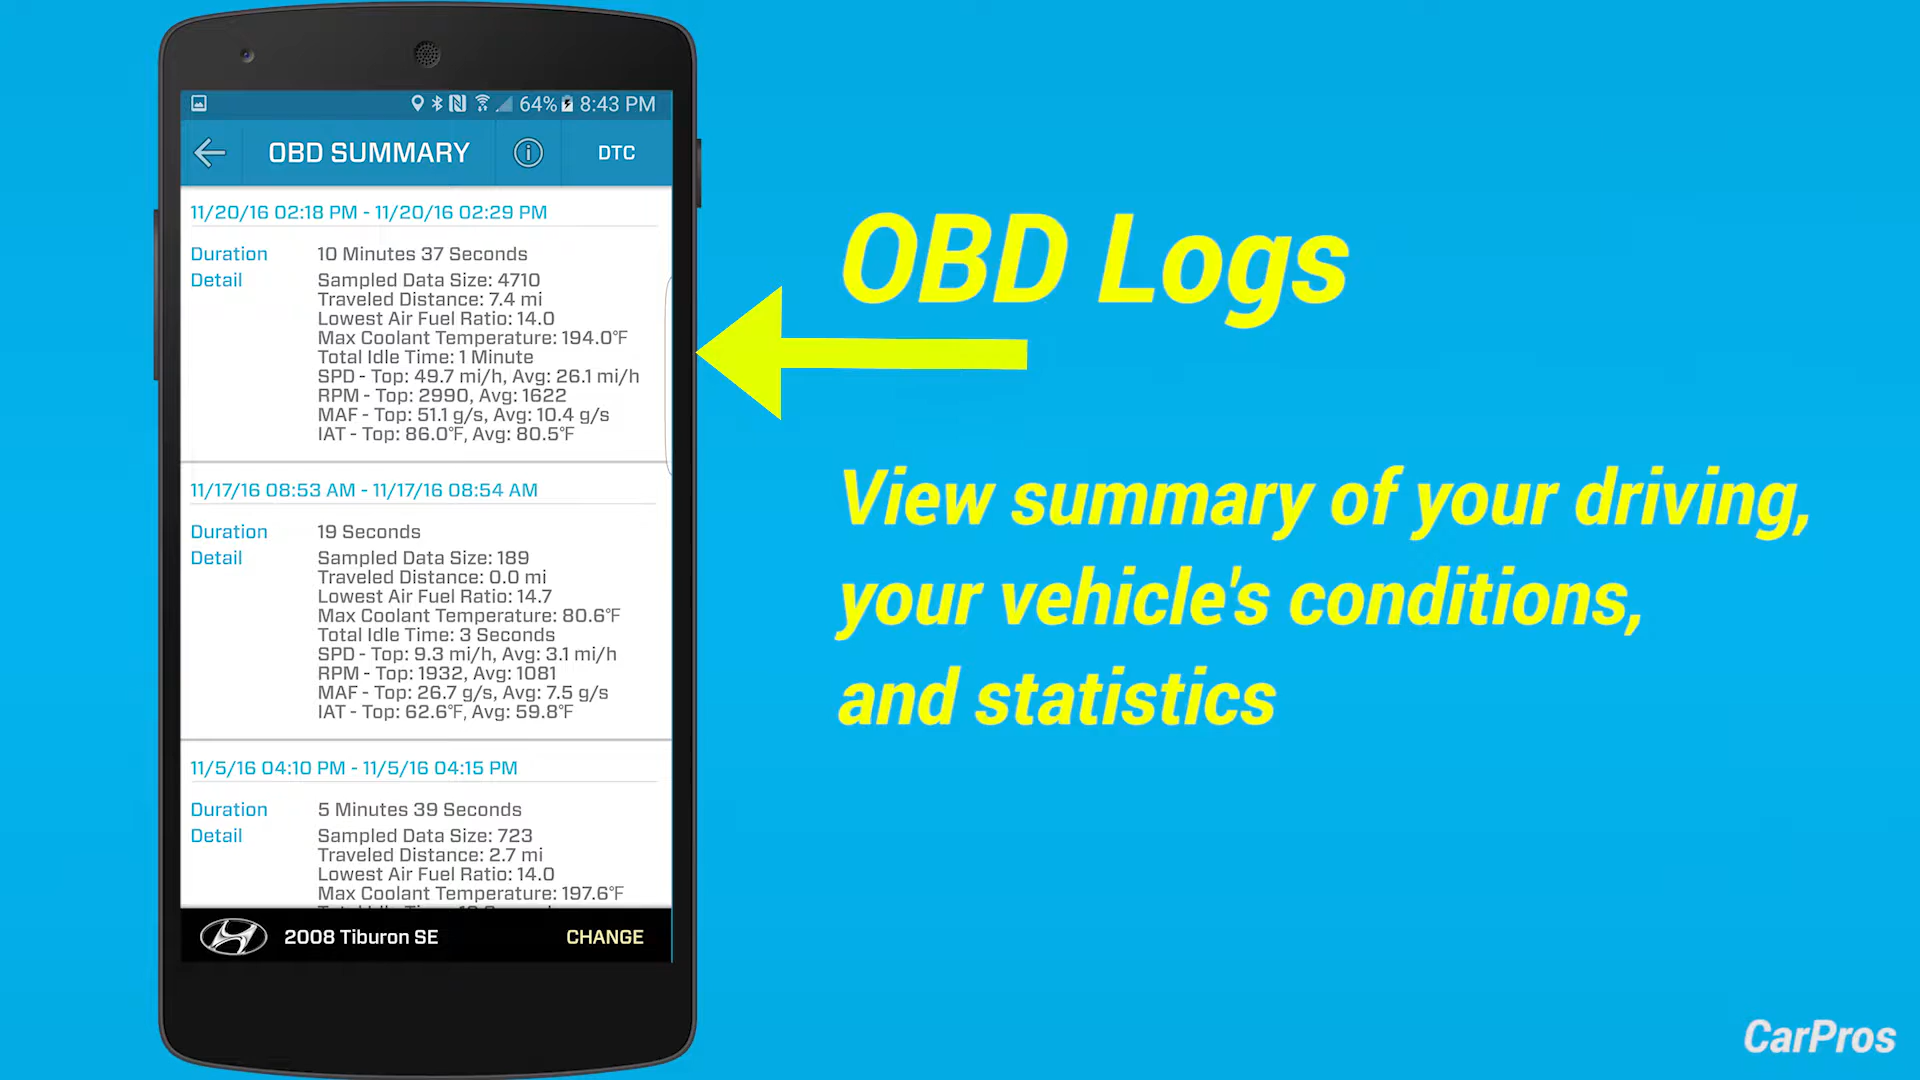 64% 8:43 PM
OBD SUMMARY
DTC
11/20/16 02:18 PM - 11/20/16 02:29 PM
Duration 10 Minutes 37 Seconds
Detail Sampled Data Size: 4710
Traveled Distance: 7.4 mi
Lowest Air Fuel Ratio: 14.0
Max Coolant Temperature: 194.0°F
Total Idle Time: 1 Minute
SPD - Top: 49.7 mi/h, Avg: 26.1 mi/h
RPM - Top: 2990, Avg: 1622
MAF - Top: 51.1 g/s, Avg: 10.4 g/s
IAT - Top: 86.0°F, Avg: 80.5°F
11/17/16 08:53 AM - 11/17/16 08:54 AM
Duration 19 Seconds
Detail Sampled Data Size: 189
Traveled Distance: 0.0 mi
Lowest Air Fuel Ratio: 14.7
Max Coolant Temperature: 80.6°F
Total Idle Time: 3 Seconds
SPD - Top: 9.3 mi/h, Avg: 3.1 mi/h
RPM - Top: 1932, Avg: 1081
MAF - Top: 26.7 g/s, Avg: 7.5 g/s
IAT - Top: 62.6°F, Avg: 59.8°F
11/5/16 04:10 PM - 11/5/16 04:15 PM
Duration 5 Minutes 39 Seconds
Detail Sampled Data Size: 723
Traveled Distance: 2.7 mi
Lowest Air Fuel Ratio: 14.0
Max Coolant Temperature: 197.6°F
2008 Tiburon SE
CHANGE
OBD Logs
View summary of your driving,
your vehicle's conditions,
and statistics
CarPros